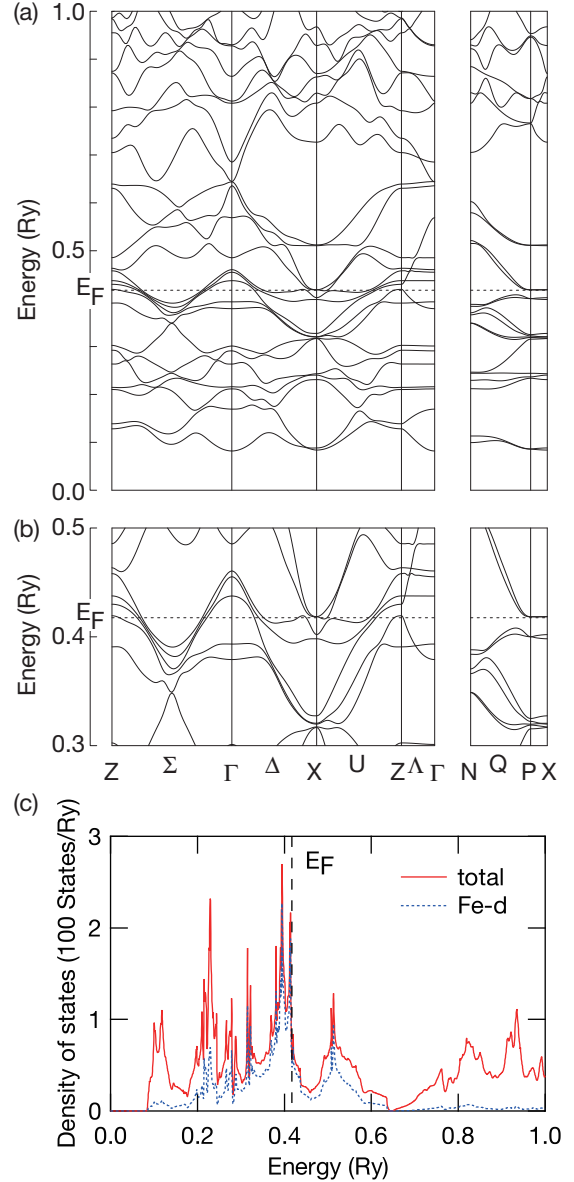 (a)
1.0
0.5
E_F
0.0
Energy (Ry)
(b)
0.5
E_F
0.4
0.3
Energy (Ry)
Z Σ Γ Δ X U Z Λ Γ N Q P X
(c)
3
2
1
0
Density of states (100 States/Ry)
E_F
total
Fe-d
0.0 0.2 0.4 0.6 0.8 1.0
Energy (Ry)